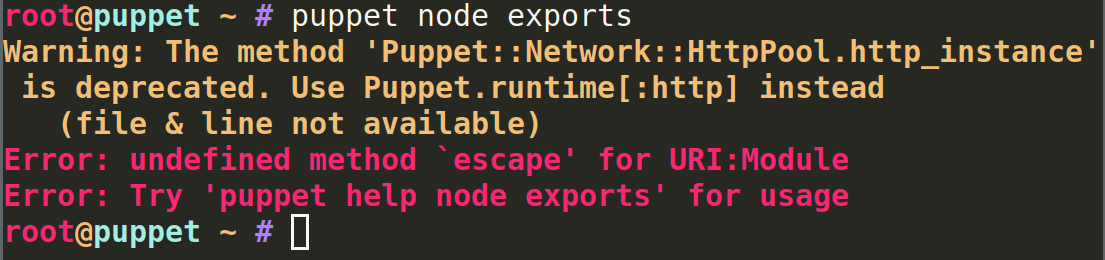 root@puppet ~ # puppet node exports
Warning: The method 'Puppet::Network::HttpPool.http_instance'
 is deprecated. Use Puppet.runtime[:http] instead
   (file & line not available)
Error: undefined method `escape' for URI:Module
Error: Try 'puppet help node exports' for usage
root@puppet ~ #